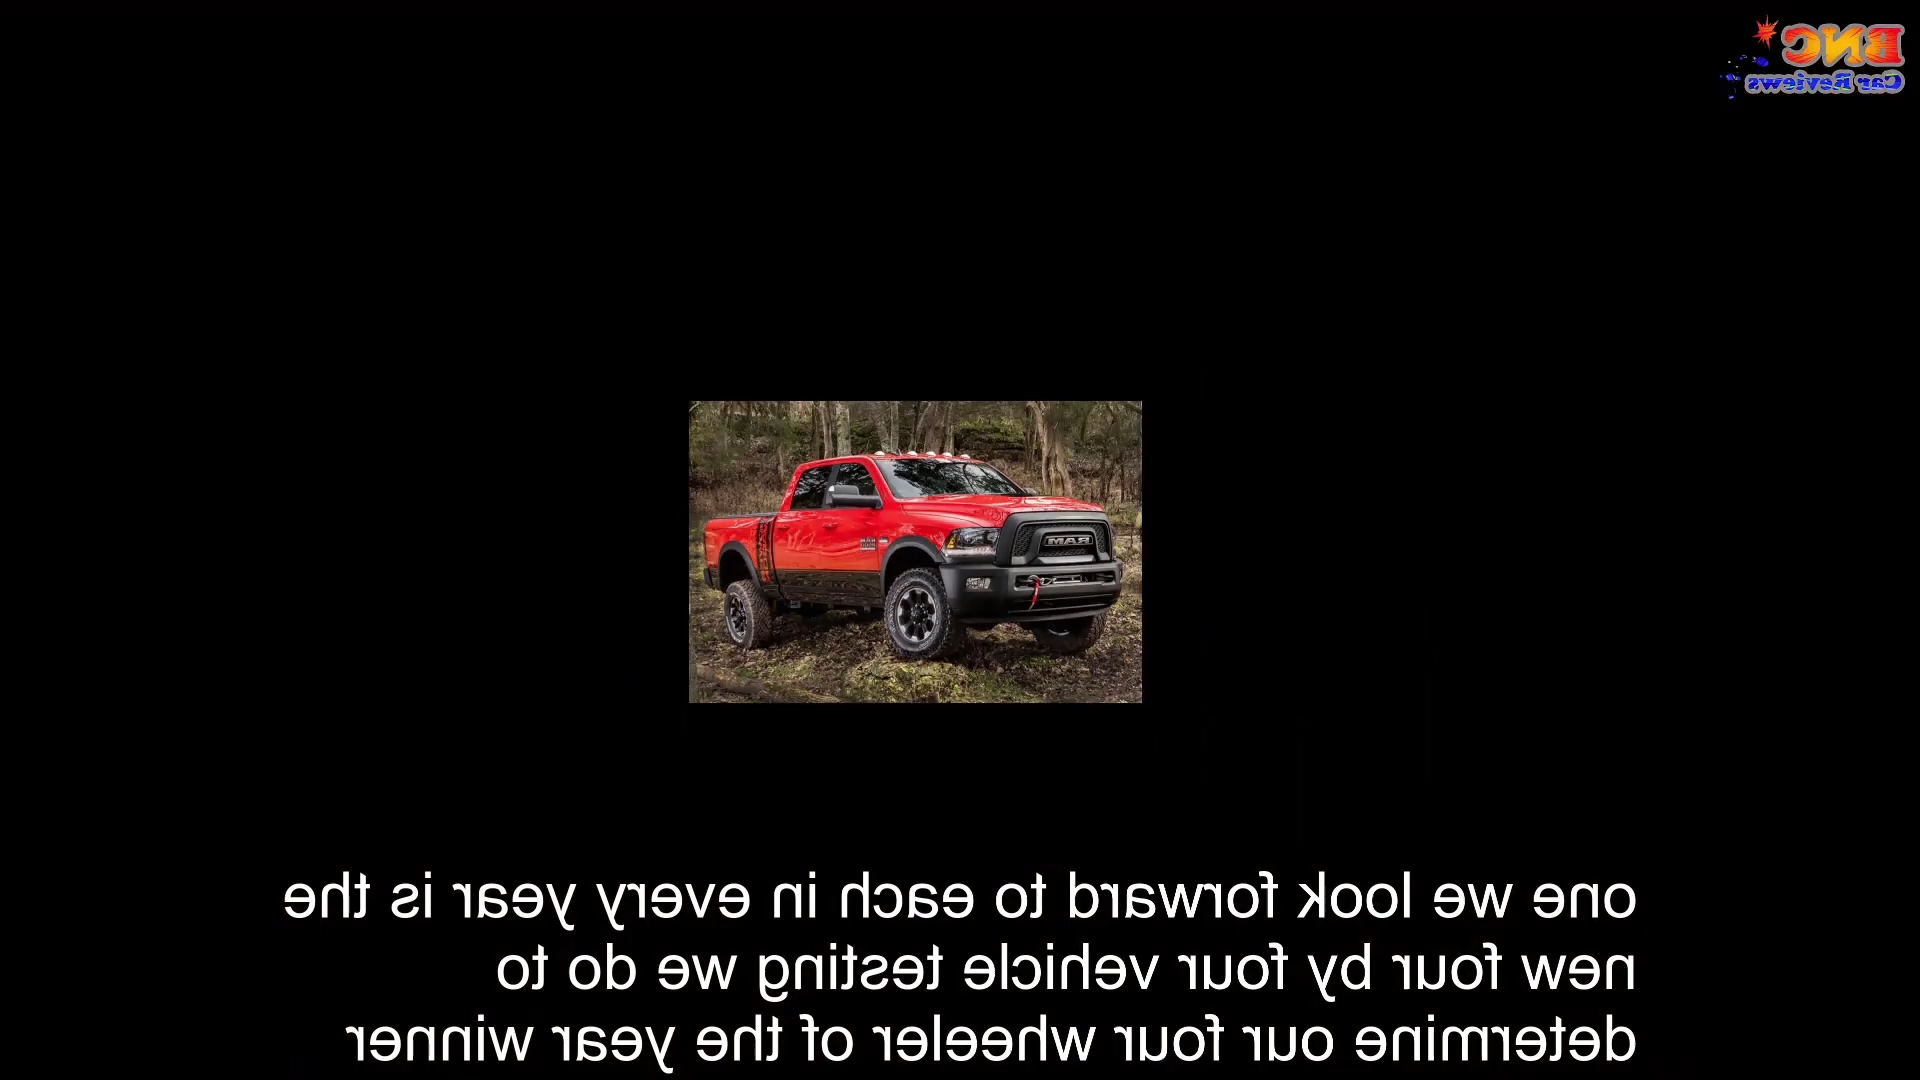 BNC
Car Reviews
RAM
one we look forward to each in every year is the
new four by four vehicle testing we do to
determine our four wheeler of the year winner